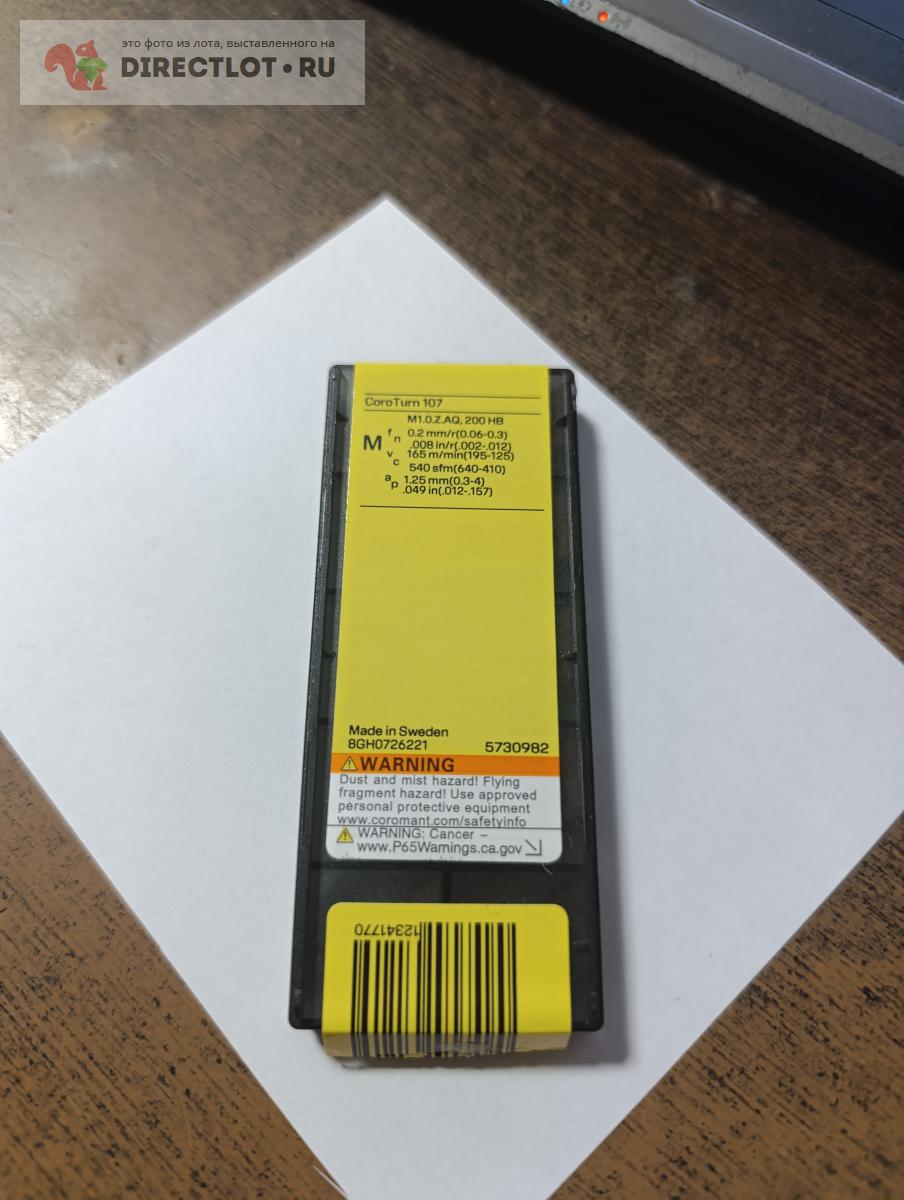 это фото из лота, выставленного на
DIRECTLOT•RU
CoroTurn 107
M1.0.Z.AQ, 200 HB
M
fn 0.2 mm/r(0.06-0.3)
.008 in/r(.002-.012)
vc 165 m/min(195-125)
540 sfm(640-410)
ap 1.25 mm(0.3-4)
.049 in(.012-.157)
Made in Sweden
8GH0726221 5730982
WARNING
Dust and mist hazard! Flying
fragment hazard! Use approved
personal protective equipment
www.coromant.com/safetyinfo
WARNING: Cancer –
www.P65Warnings.ca.gov
12341770